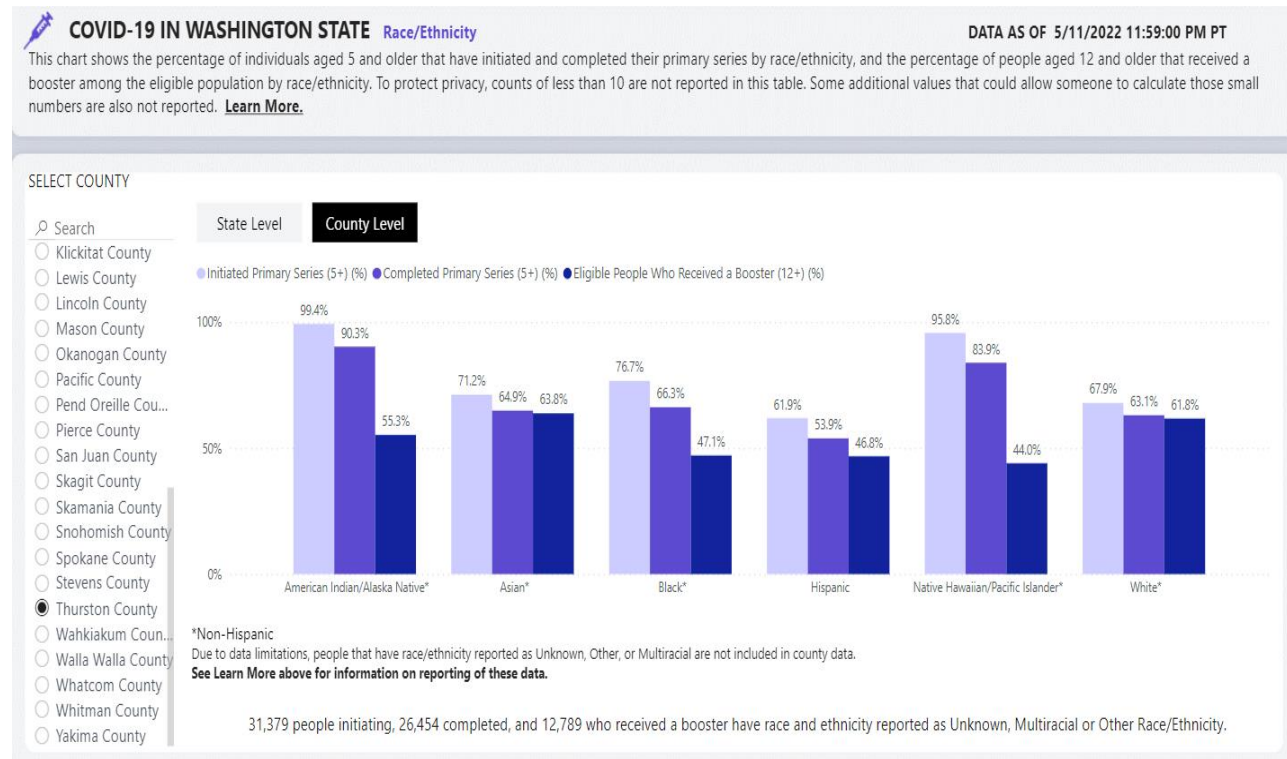 COVID-19 IN WASHINGTON STATE Race/Ethnicity
DATA AS OF 5/11/2022 11:59:00 PM PT
This chart shows the percentage of individuals aged 5 and older that have initiated and completed their primary series by race/ethnicity, and the percentage of people aged 12 and older that received a
booster among the eligible population by race/ethnicity. To protect privacy, counts of less than 10 are not reported in this table. Some additional values that could allow someone to calculate those small
numbers are also not reported. Learn More.
SELECT COUNTY
Search
Klickitat County
Lewis County
Lincoln County
Mason County
Okanogan County
Pacific County
Pend Oreille Cou...
Pierce County
San Juan County
Skagit County
Skamania County
Snohomish County
Spokane County
Stevens County
Thurston County
Wahkiakum Coun...
Walla Walla County
Whatcom County
Whitman County
Yakima County
State Level
County Level
Initiated Primary Series (5+) (%) Completed Primary Series (5+) (%) Eligible People Who Received a Booster (12+) (%)
100%
50%
0%
99.4%
90.3%
55.3%
71.2%
64.9%
63.8%
76.7%
66.3%
47.1%
61.9%
53.9%
46.8%
95.8%
83.9%
44.0%
67.9%
63.1%
61.8%
American Indian/Alaska Native*
Asian*
Black*
Hispanic
Native Hawaiian/Pacific Islander*
White*
*Non-Hispanic
Due to data limitations, people that have race/ethnicity reported as Unknown, Other, or Multiracial are not included in county data.
See Learn More above for information on reporting of these data.
31,379 people initiating, 26,454 completed, and 12,789 who received a booster have race and ethnicity reported as Unknown, Multiracial or Other Race/Ethnicity.